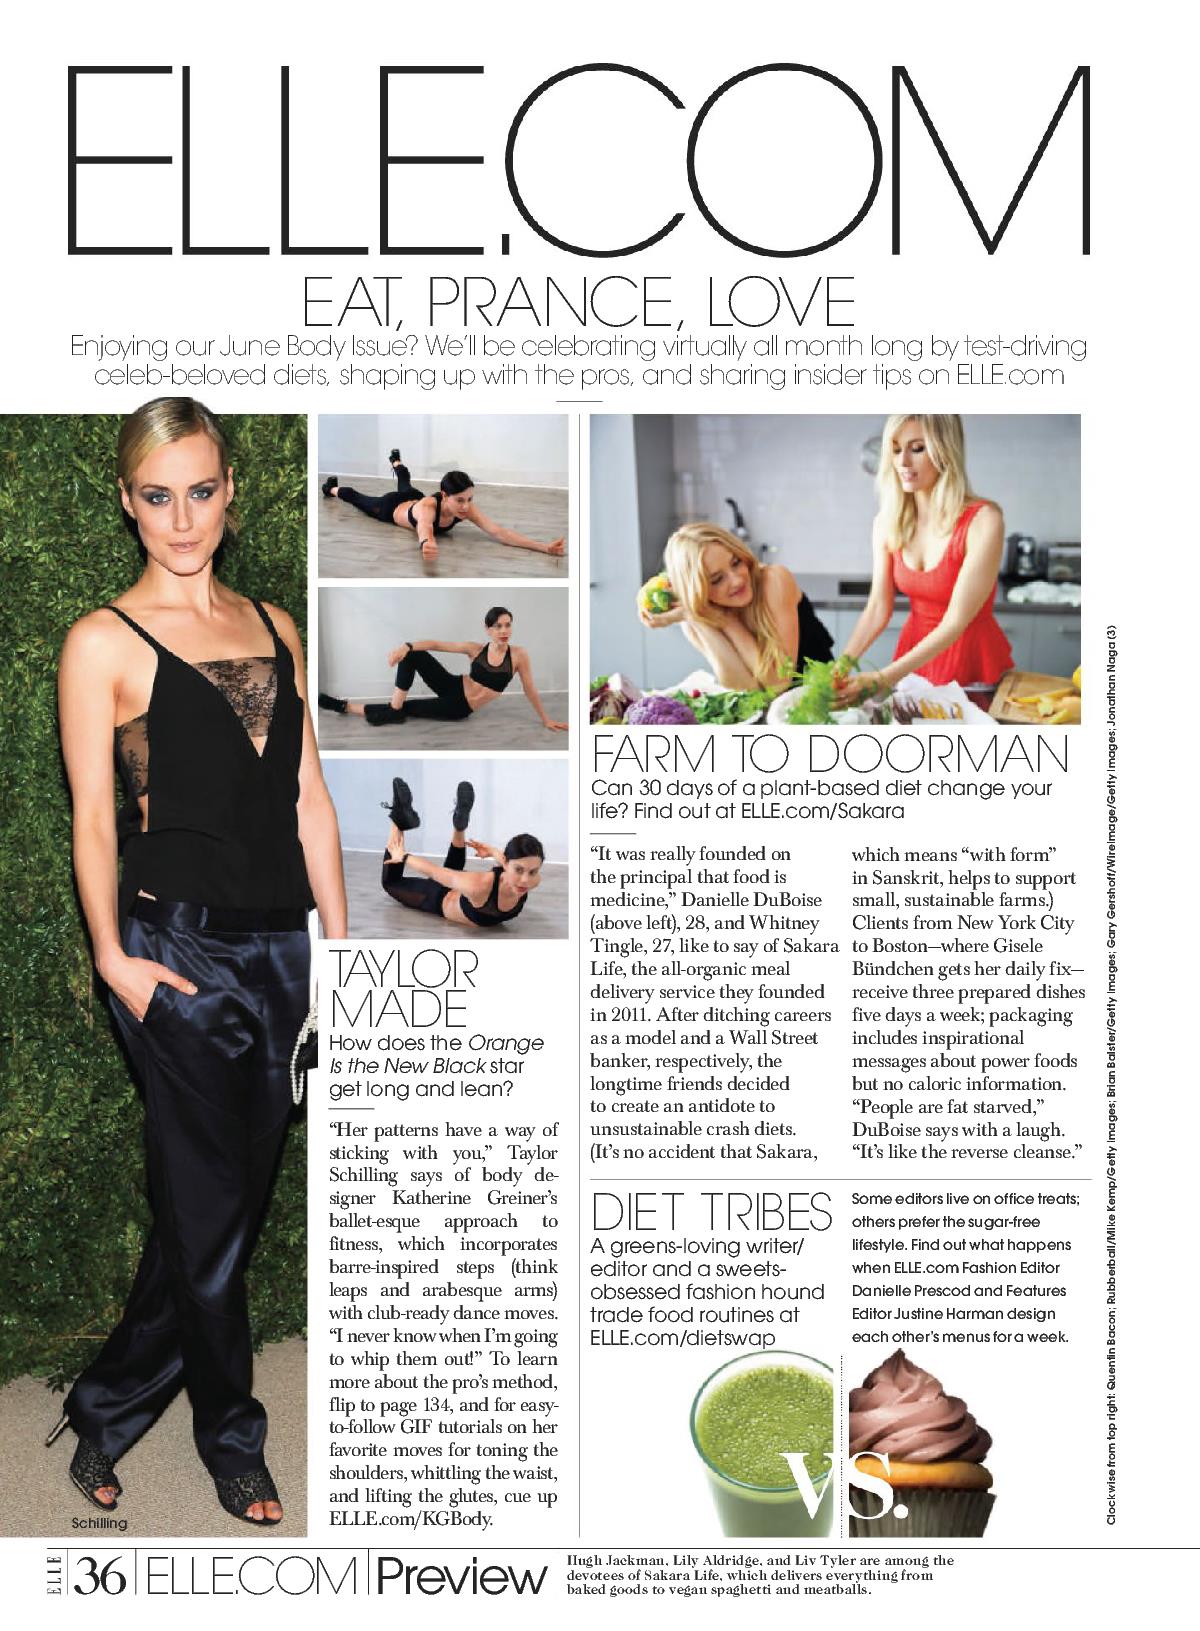 ELLE.COM
EAT, PRANCE, LOVE
Enjoying our June Body Issue? We'll be celebrating virtually all month long by test-driving
celeb-beloved diets, shaping up with the pros, and sharing insider tips on ELLE.com
Schilling
TAYLOR
MADE
How does the Orange
Is the New Black star
get long and lean?
“Her patterns have a way of
sticking with you,” Taylor
Schilling says of body de-
signer Katherine Greiner’s
ballet-esque approach to
fitness, which incorporates
barre-inspired steps (think
leaps and arabesque arms)
with club-ready dance moves.
“I never know when I’m going
to whip them out!” To learn
more about the pro’s method,
flip to page 134, and for easy-
to-follow GIF tutorials on her
favorite moves for toning the
shoulders, whittling the waist,
and lifting the glutes, cue up
ELLE.com/KGBody.
FARM TO DOORMAN
Can 30 days of a plant-based diet change your
life? Find out at ELLE.com/Sakara
“It was really founded on
the principal that food is
medicine,” Danielle DuBoise
(above left), 28, and Whitney
Tingle, 27, like to say of Sakara
Life, the all-organic meal
delivery service they founded
in 2011. After ditching careers
as a model and a Wall Street
banker, respectively, the
longtime friends decided
to create an antidote to
unsustainable crash diets.
(It’s no accident that Sakara,
which means “with form”
in Sanskrit, helps to support
small, sustainable farms.)
Clients from New York City
to Boston—where Gisele
Bündchen gets her daily fix—
receive three prepared dishes
five days a week; packaging
includes inspirational
messages about power foods
but no caloric information.
“People are fat starved,”
DuBoise says with a laugh.
“It’s like the reverse cleanse.”
DIET TRIBES
A greens-loving writer/
editor and a sweets-
obsessed fashion hound
trade food routines at
ELLE.com/dietswap
Some editors live on office treats;
others prefer the sugar-free
lifestyle. Find out what happens
when ELLE.com Fashion Editor
Danielle Prescod and Features
Editor Justine Harman design
each other’s menus for a week.
VS.
Clockwise from top right: Quentin Bacon; Rubberball/Mike Kemp/Getty Images; Brian Balster/Getty Images; Gary Gershoff/WireImage/Getty Images; Jonathan Naga (3)
ELLE 36 ELLE.COM Preview
Hugh Jackman, Lily Aldridge, and Liv Tyler are among the
devotees of Sakara Life, which delivers everything from
baked goods to vegan spaghetti and meatballs.